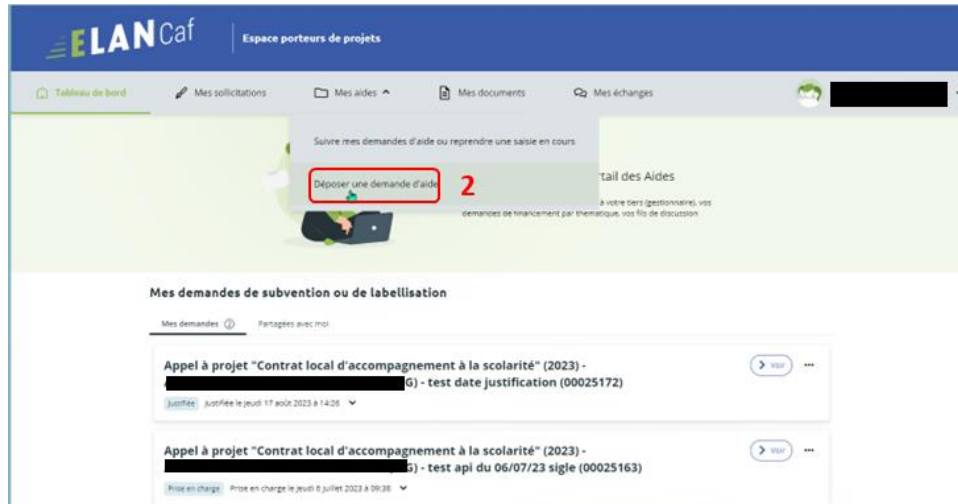 ELANCaf
Espace porteurs de projets
Tableau de bord
Mes sollicitations
Mes aides
Mes documents
Mes échanges
Suivre mes demandes d'aide ou reprendre une saisie en cours
Déposer une demande d'aide
2
tail des Aides
à votre tiers (gestionnaire), vos
demandes de financement par thématique, vos fils de discussion
Mes demandes de subvention ou de labellisation
Mes demandes 2
Partagées avec moi
Appel à projet "Contrat local d'accompagnement à la scolarité" (2023) -
G) - test date justification (00025172)
Voir
Justifiée Justifiée le jeudi 17 août 2023 à 14:26
Appel à projet "Contrat local d'accompagnement à la scolarité" (2023) -
G) - test api du 06/07/23 sigle (00025163)
Voir
Prise en charge Prise en charge le jeudi 6 juillet 2023 à 09:38